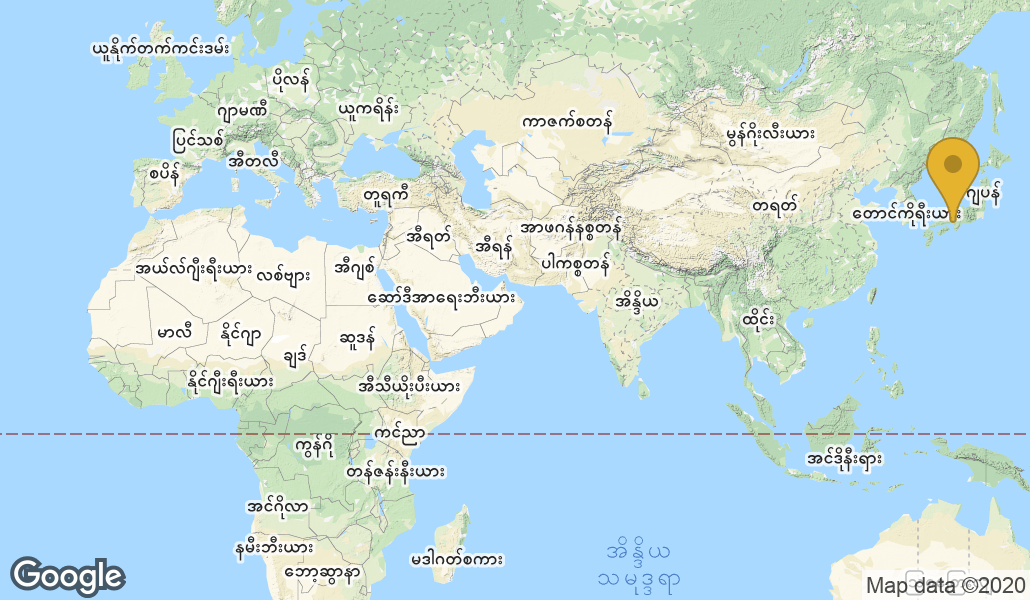 ယူနိုက်တက်ကင်းဒမ်း
ပိုလန်
ဂျာမဏီ
ယူကရိန်း
ကာဇက်စတန်
မွန်ဂိုးလီးယား
ပြင်သစ်
အီတလီ
စပိန်
တူရကီ
ဂျပန်
တရုတ်
တောင်ကိုရီးယား
အာဖဂန်နစ္စတန်
အီရတ်
အီရန်
ပါကစ္စတန်
အယ်လ်ဂျီးရီးယား
လစ်ဗျား
အီဂျစ်
ဆော်ဒီအာရေးဘီးယား
အိန္ဒိယ
ထိုင်း
မာလီ
နိုင်ဂျာ
ဆူဒန်
ချဒ်
နိုင်ဂျီးရီးယား
အီသီယိုးပီးယား
ကင်ညာ
ကွန်ဂို
အင်ဒိုနီးရှား
တန်ဇန်းနီးယား
အင်ဂိုလာ
နမီးဘီးယား
မဒါဂတ်စကား
အိန္ဒိယ
သမုဒ္ဒရာ
ဘော့ဆွာနာ
Google
Map data ©2020